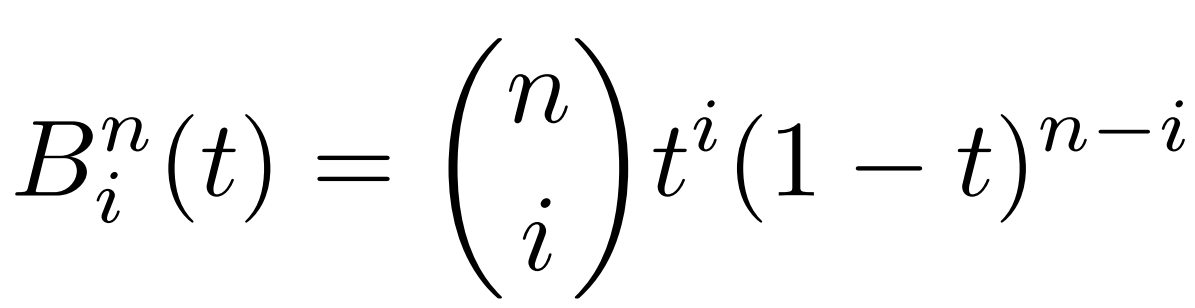 $B_i^n(t) = \binom{n}{i} t^i (1-t)^{n-i}$